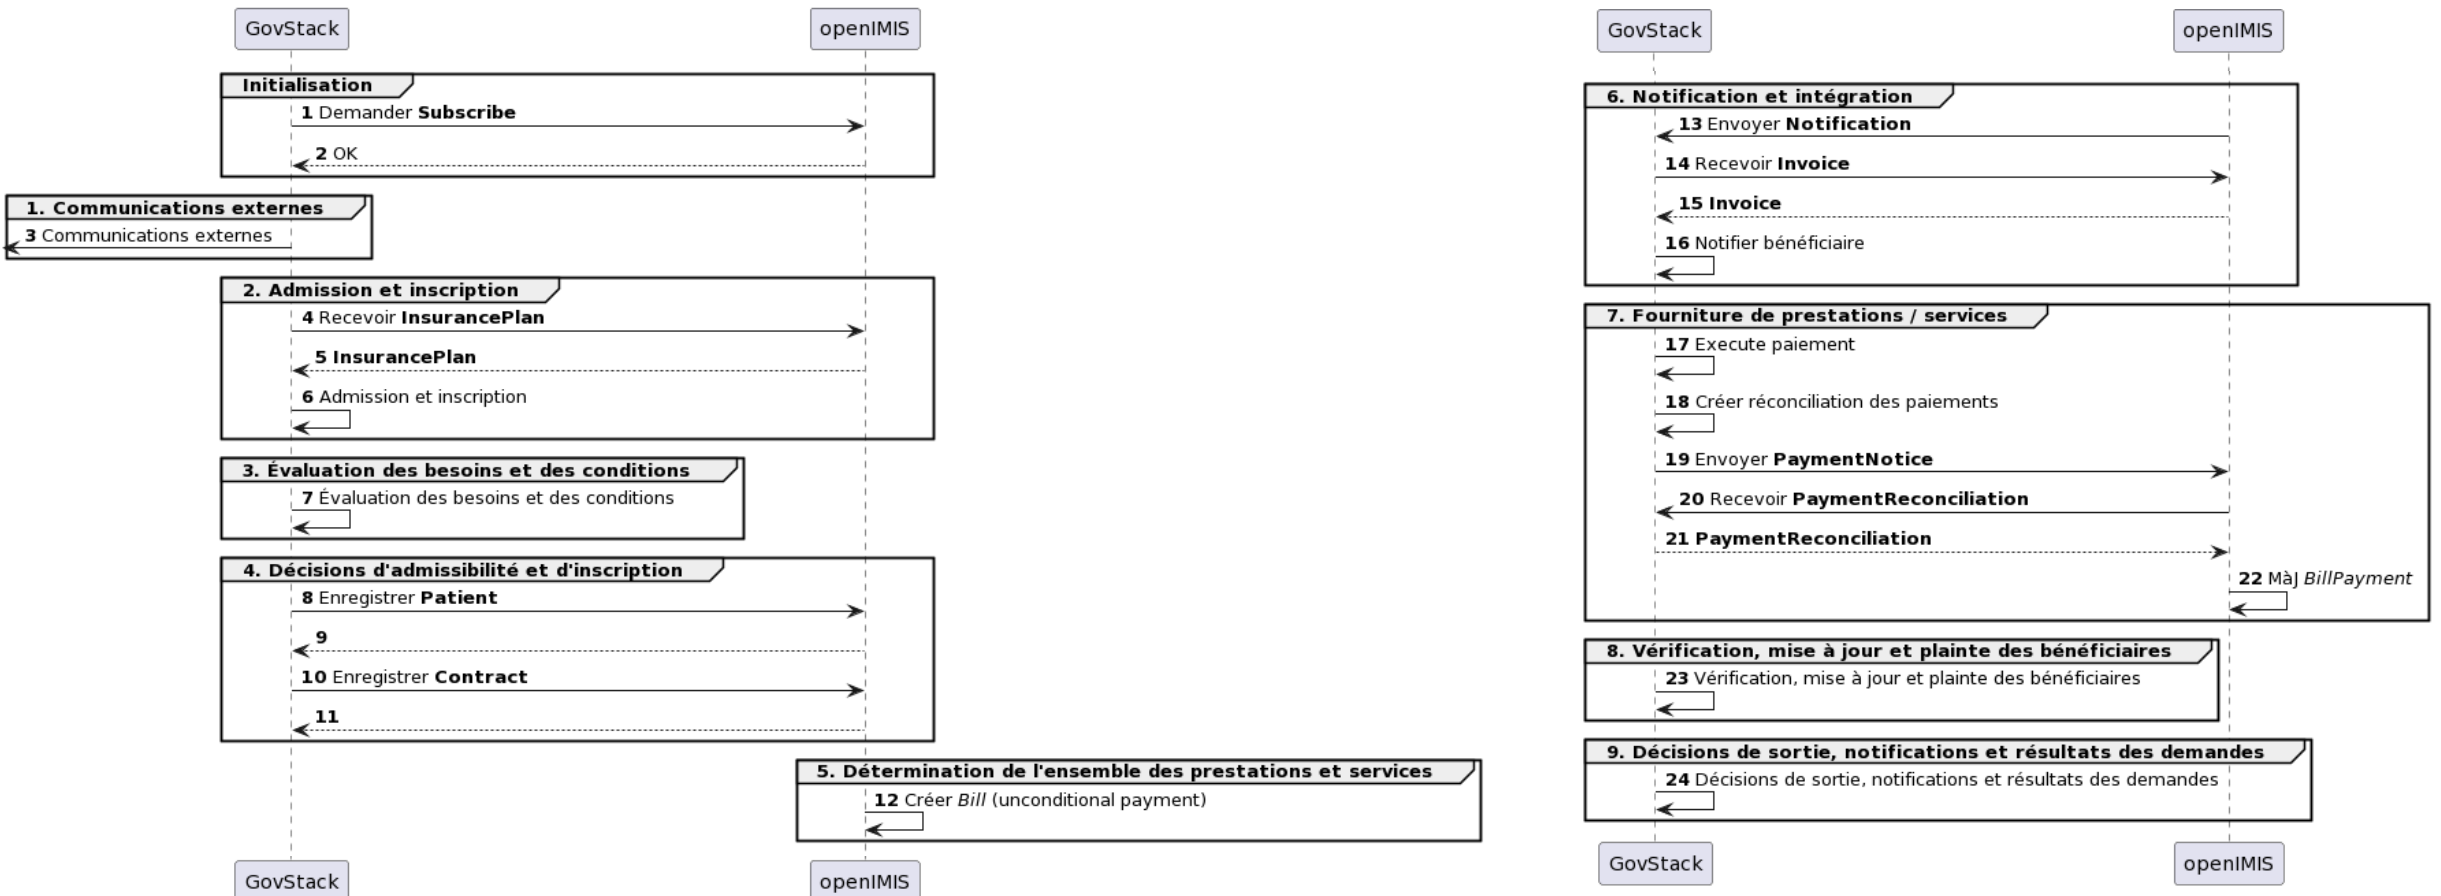 GovStack
openIMIS
Initialisation
1 Demander Subscribe
2 OK
1. Communications externes
3 Communications externes
2. Admission et inscription
4 Recevoir InsurancePlan
5 InsurancePlan
6 Admission et inscription
3. Évaluation des besoins et des conditions
7 Évaluation des besoins et des conditions
4. Décisions d'admissibilité et d'inscription
8 Enregistrer Patient
9
10 Enregistrer Contract
11
5. Détermination de l'ensemble des prestations et services
12 Créer Bill (unconditional payment)
GovStack
openIMIS
GovStack
openIMIS
6. Notification et intégration
13 Envoyer Notification
14 Recevoir Invoice
15 Invoice
16 Notifier bénéficiaire
7. Fourniture de prestations / services
17 Execute paiement
18 Créer réconciliation des paiements
19 Envoyer PaymentNotice
20 Recevoir PaymentReconciliation
21 PaymentReconciliation
22 MàJ BillPayment
8. Vérification, mise à jour et plainte des bénéficiaires
23 Vérification, mise à jour et plainte des bénéficiaires
9. Décisions de sortie, notifications et résultats des demandes
24 Décisions de sortie, notifications et résultats des demandes
GovStack
openIMIS